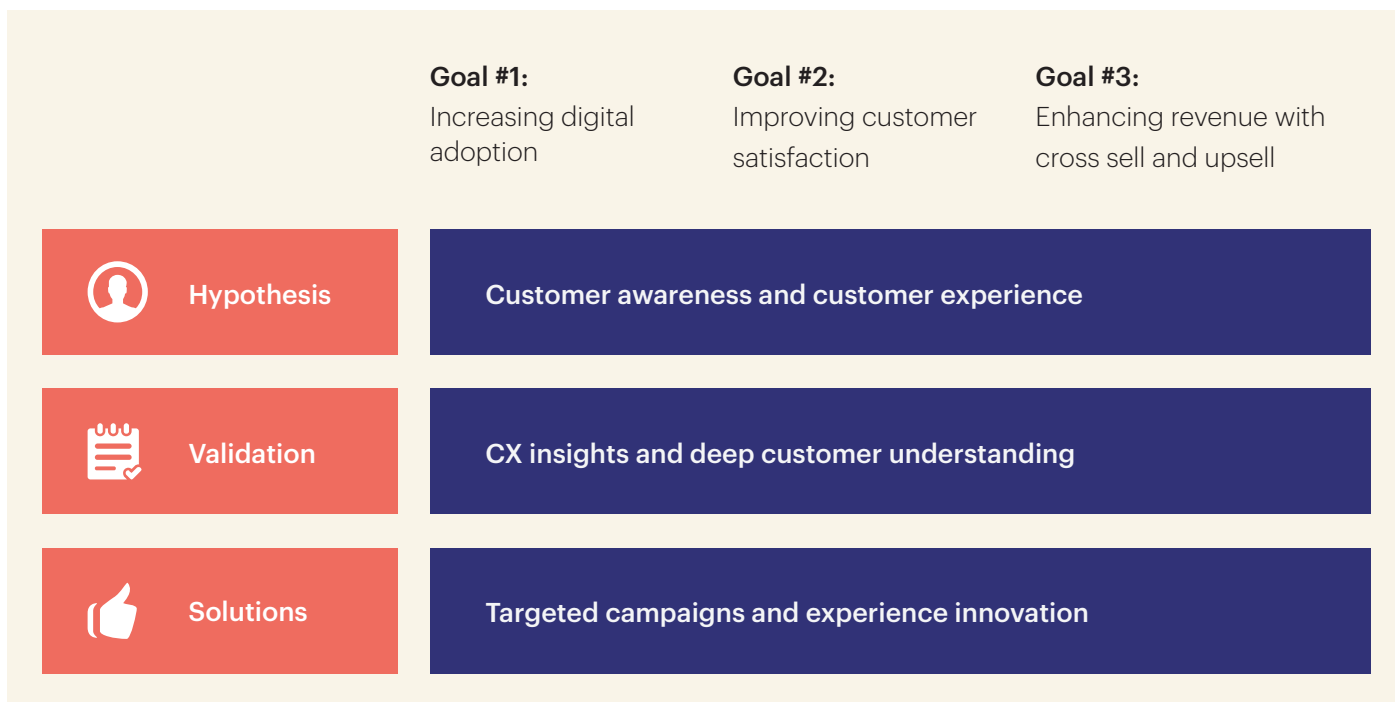 Goal #1:
Increasing digital
adoption
Goal #2:
Improving customer
satisfaction
Goal #3:
Enhancing revenue with
cross sell and upsell
Hypothesis
Customer awareness and customer experience
Validation
CX insights and deep customer understanding
Solutions
Targeted campaigns and experience innovation